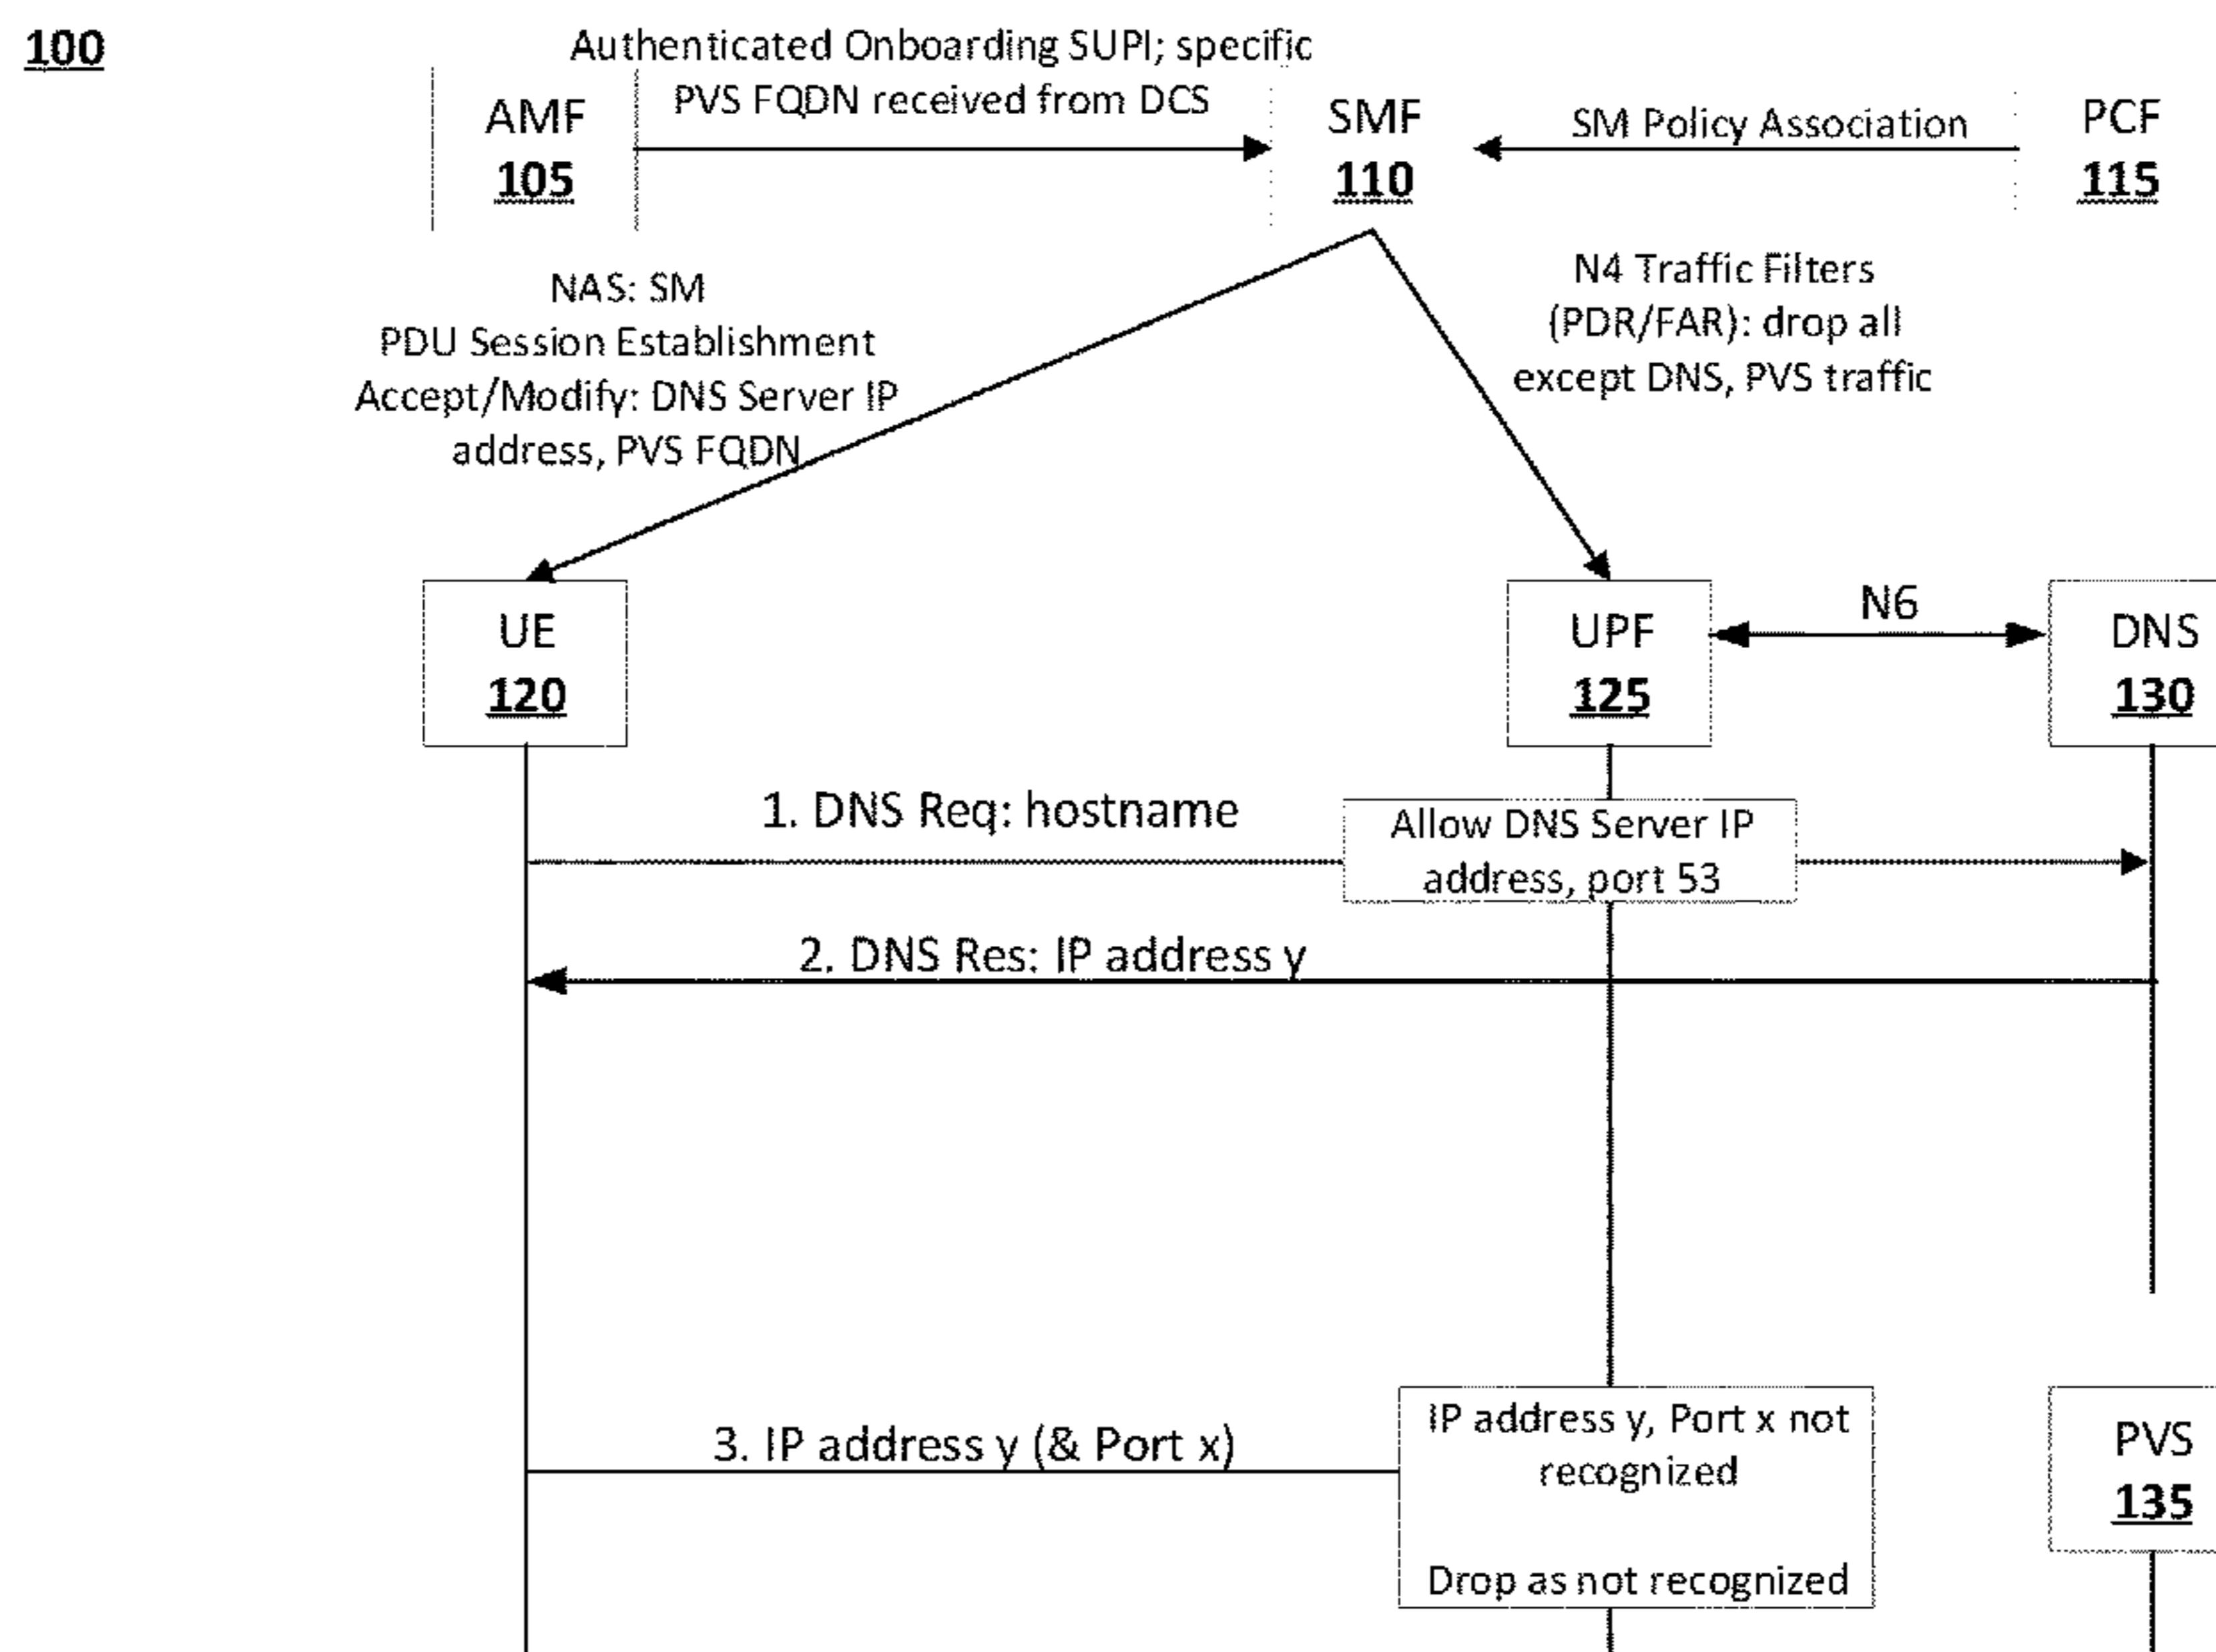 100
Authenticated Onboarding SUPI; specific
PVS FQDN received from DCS
AMF
105
SMF
110
SM Policy Association
PCF
115
NAS: SM
PDU Session Establishment
Accept/Modify: DNS Server IP
address, PVS FQDN
N4 Traffic Filters
(PDR/FAR): drop all
except DNS, PVS traffic
UE
120
UPF
125
N6
DNS
130
1. DNS Req: hostname
Allow DNS Server IP
address, port 53
2. DNS Res: IP address y
3. IP address y (& Port x)
IP address y, Port x not
recognized
Drop as not recognized
PVS
135